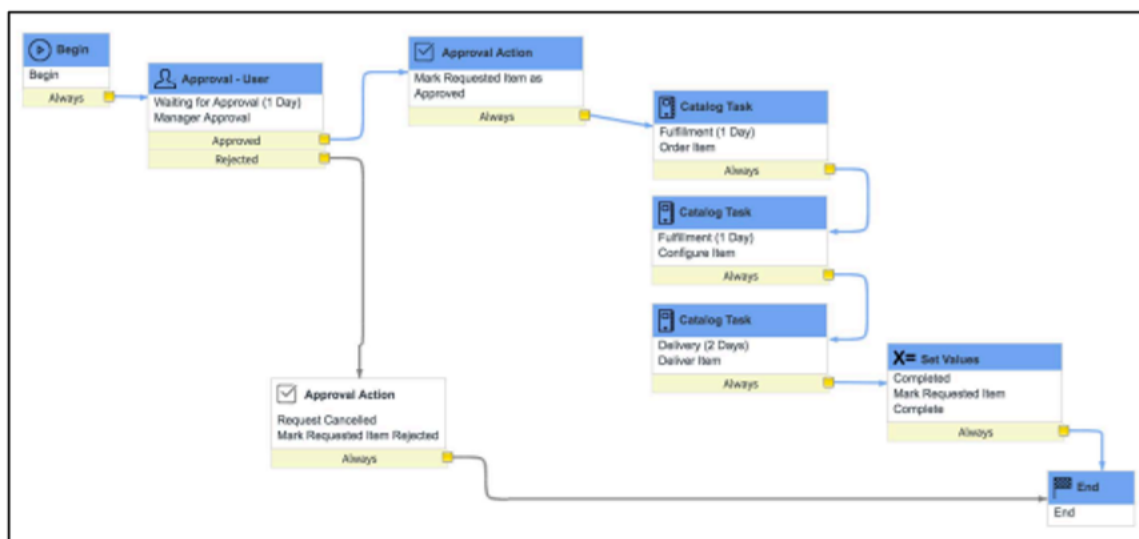 Begin
Begin
Always
Approval - User
Waiting for Approval (1 Day)
Manager Approval
Approved
Rejected
Approval Action
Mark Requested Item as
Approved
Always
Catalog Task
Fulfillment (1 Day)
Order Item
Always
Catalog Task
Fulfillment (1 Day)
Configure Item
Always
Catalog Task
Delivery (2 Days)
Deliver Item
Always
X= Set Values
Completed
Mark Requested Item
Complete
Always
Approval Action
Request Cancelled
Mark Requested Item Rejected
Always
End
End